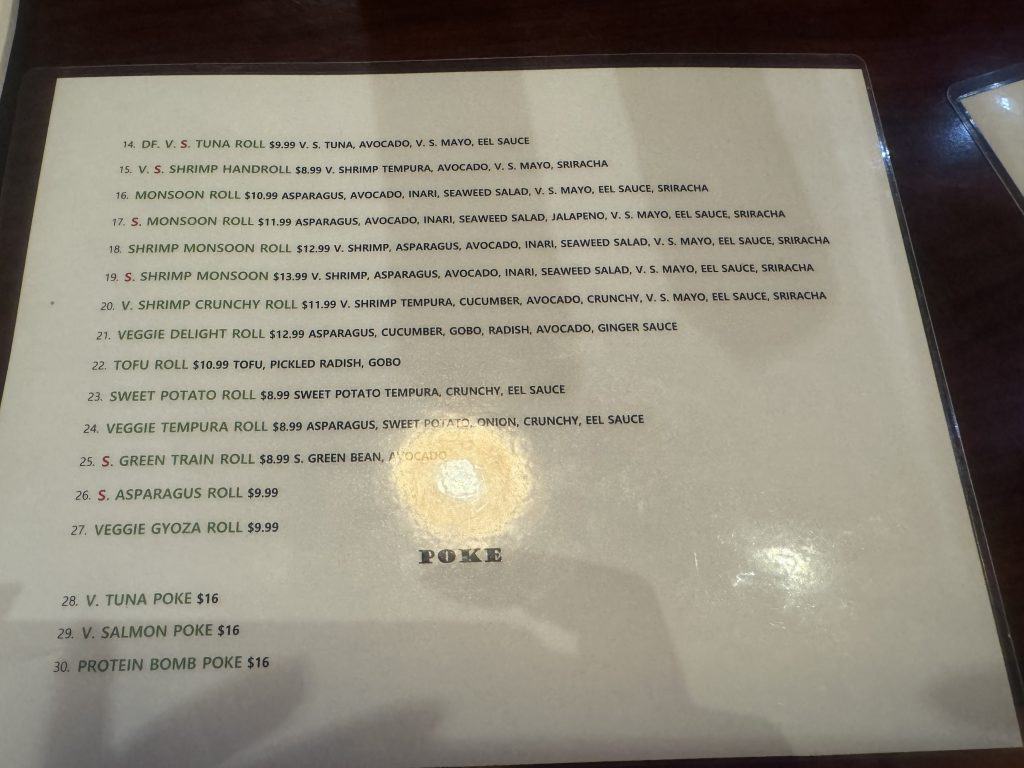 14. DF. V. S. TUNA ROLL $9.99 V. S. TUNA, AVOCADO, V. S. MAYO, EEL SAUCE
15. V. S. SHRIMP HANDROLL $8.99 V. SHRIMP TEMPURA, AVOCADO, V. S. MAYO, SRIRACHA
16. MONSOON ROLL $10.99 ASPARAGUS, AVOCADO, INARI, SEAWEED SALAD, V. S. MAYO, EEL SAUCE, SRIRACHA
17. S. MONSOON ROLL $11.99 ASPARAGUS, AVOCADO, INARI, SEAWEED SALAD, JALAPENO, V. S. MAYO, EEL SAUCE, SRIRACHA
18. SHRIMP MONSOON ROLL $12.99 V. SHRIMP, ASPARAGUS, AVOCADO, INARI, SEAWEED SALAD, V. S. MAYO, EEL SAUCE, SRIRACHA
19. S. SHRIMP MONSOON $13.99 V. SHRIMP, ASPARAGUS, AVOCADO, INARI, SEAWEED SALAD, V. S. MAYO, EEL SAUCE, SRIRACHA
20. V. SHRIMP CRUNCHY ROLL $11.99 V. SHRIMP TEMPURA, CUCUMBER, AVOCADO, CRUNCHY, V. S. MAYO, EEL SAUCE, SRIRACHA
21. VEGGIE DELIGHT ROLL $12.99 ASPARAGUS, CUCUMBER, GOBO, RADISH, AVOCADO, GINGER SAUCE
22. TOFU ROLL $10.99 TOFU, PICKLED RADISH, GOBO
23. SWEET POTATO ROLL $8.99 SWEET POTATO TEMPURA, CRUNCHY, EEL SAUCE
24. VEGGIE TEMPURA ROLL $8.99 ASPARAGUS, SWEET POTATO, ONION, CRUNCHY, EEL SAUCE
25. S. GREEN TRAIN ROLL $8.99 S. GREEN BEAN, AVOCADO
26. S. ASPARAGUS ROLL $9.99
27. VEGGIE GYOZA ROLL $9.99
POKE
28. V. TUNA POKE $16
29. V. SALMON POKE $16
30. PROTEIN BOMB POKE $16